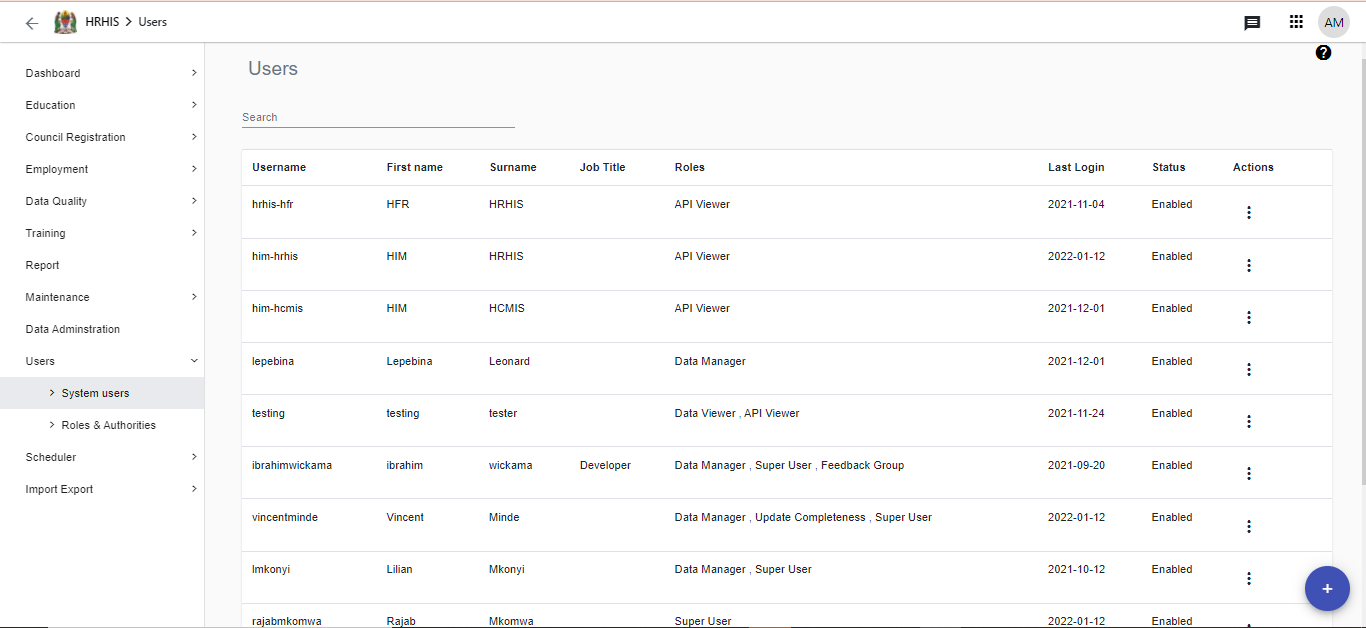 HRHIS > Users
AM
?
Dashboard
Education
Council Registration
Employment
Data Quality
Training
Report
Maintenance
Data Adminstration
Users
System users
Roles & Authorities
Scheduler
Import Export
Users
Search
Username First name Surname Job Title Roles Last Login Status Actions
hrhis-hfr HFR HRHIS API Viewer 2021-11-04 Enabled
him-hrhis HIM HRHIS API Viewer 2022-01-12 Enabled
him-hcmis HIM HCMIS API Viewer 2021-12-01 Enabled
lepebina Lepebina Leonard Data Manager 2021-12-01 Enabled
testing testing tester Data Viewer , API Viewer 2021-11-24 Enabled
ibrahimwickama ibrahim wickama Developer Data Manager , Super User , Feedback Group 2021-09-20 Enabled
vincentminde Vincent Minde Data Manager , Update Completeness , Super User 2022-01-12 Enabled
lmkonyi Lilian Mkonyi Data Manager , Super User 2021-10-12 Enabled
rajabmkomwa Rajab Mkomwa Super User 2022-01-12 Enabled
+